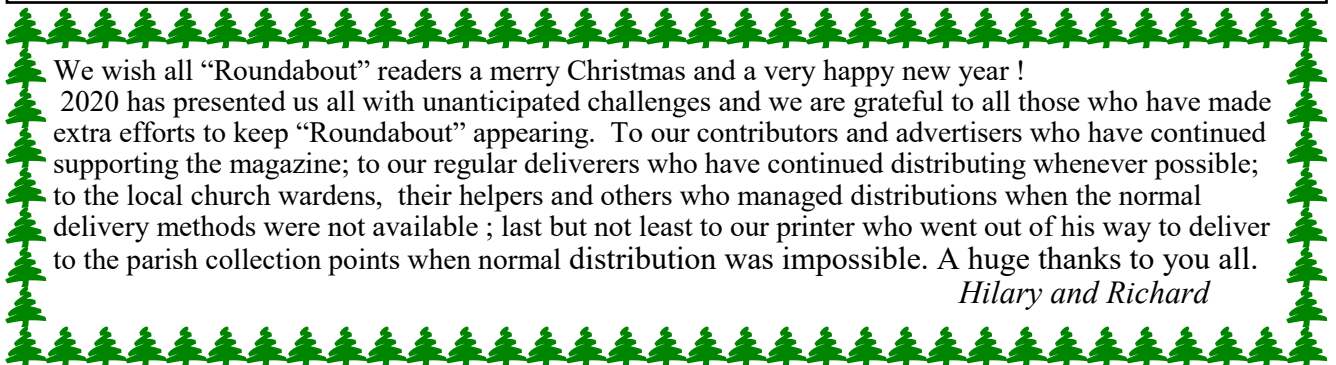 We wish all “Roundabout” readers a merry Christmas and a very happy new year !
2020 has presented us all with unanticipated challenges and we are grateful to all those who have made
extra efforts to keep “Roundabout” appearing.  To our contributors and advertisers who have continued
supporting the magazine; to our regular deliverers who have continued distributing whenever possible;
to the local church wardens,  their helpers and others who managed distributions when the normal
delivery methods were not available ; last but not least to our printer who went out of his way to deliver
to the parish collection points when normal distribution was impossible. A huge thanks to you all.
Hilary and Richard